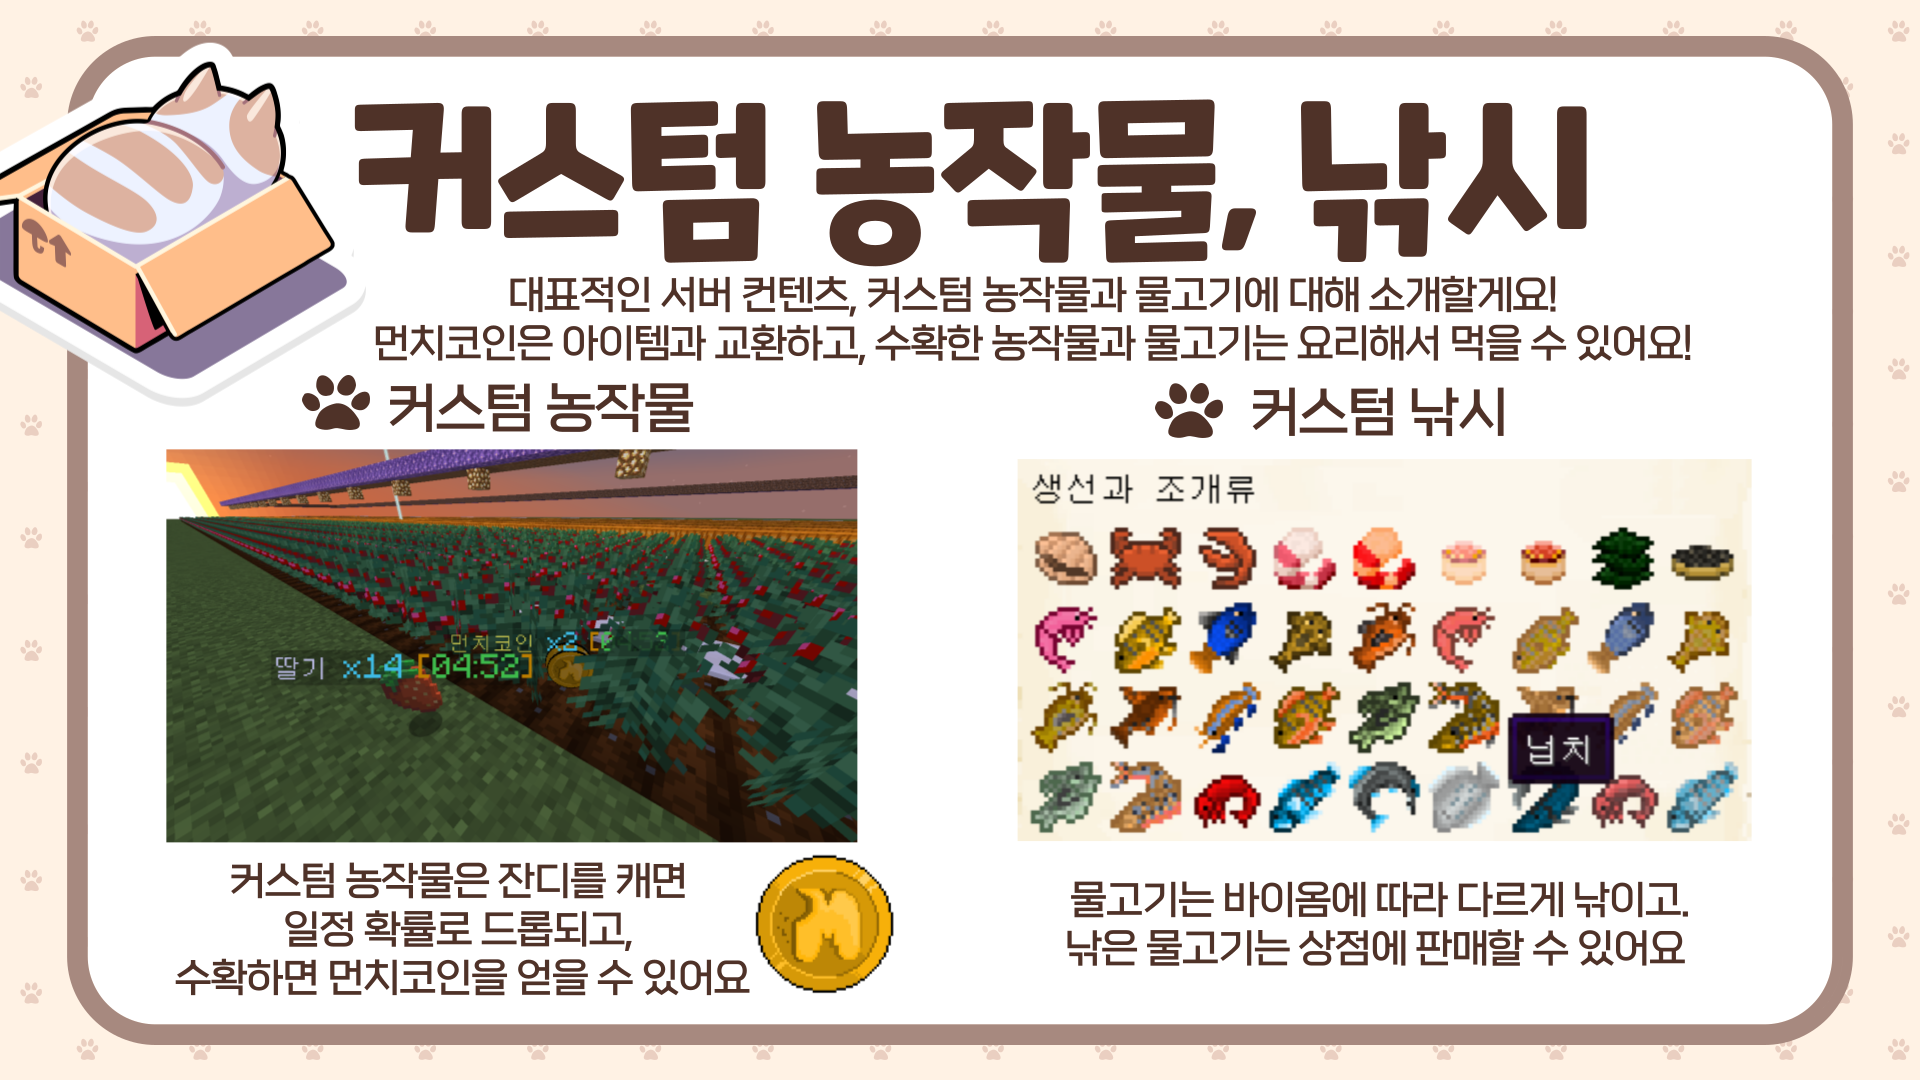 커스텀 농작물, 낚시
대표적인 서버 컨텐츠, 커스텀 농작물과 물고기에 대해 소개할게요!
먼치코인은 아이템과 교환하고, 수확한 농작물과 물고기는 요리해서 먹을 수 있어요!
커스텀 농작물
먼치코인 x2
딸기 x14 [04:52]
커스텀 농작물은 잔디를 캐면
일정 확률로 드롭되고,
수확하면 먼치코인을 얻을 수 있어요
커스텀 낚시
생선과 조개류
넙치
물고기는 바이옴에 따라 다르게 낚이고.
낚은 물고기는 상점에 판매할 수 있어요